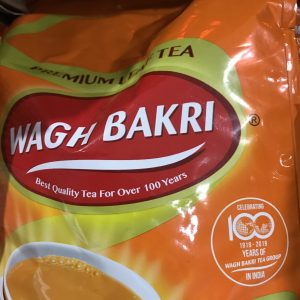 PREMIUM LEAF TEA
WAGH BAKRI
®
Best Quality Tea For Over 100 Years
CELEBRATING
100
1919 - 2019
YEARS OF
WAGH BAKRI TEA GROUP
IN INDIA